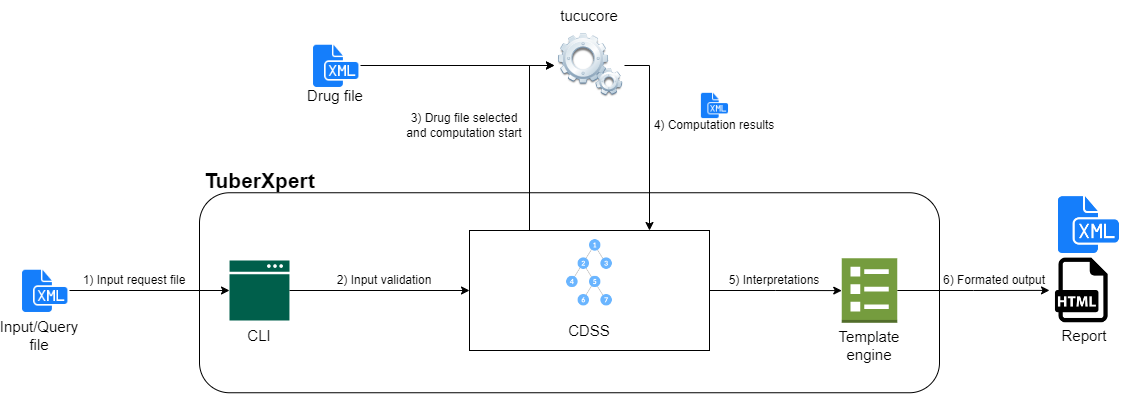 tucucore
XML
Drug file
3) Drug file selected
and computation start
XML
4) Computation results
TuberXpert
XML
Input/Query
file
1) Input request file
CLI
2) Input validation
1
2
3
4
5
6
7
CDSS
5) Interpretations
Template
engine
6) Formated output
XML
HTML
Report